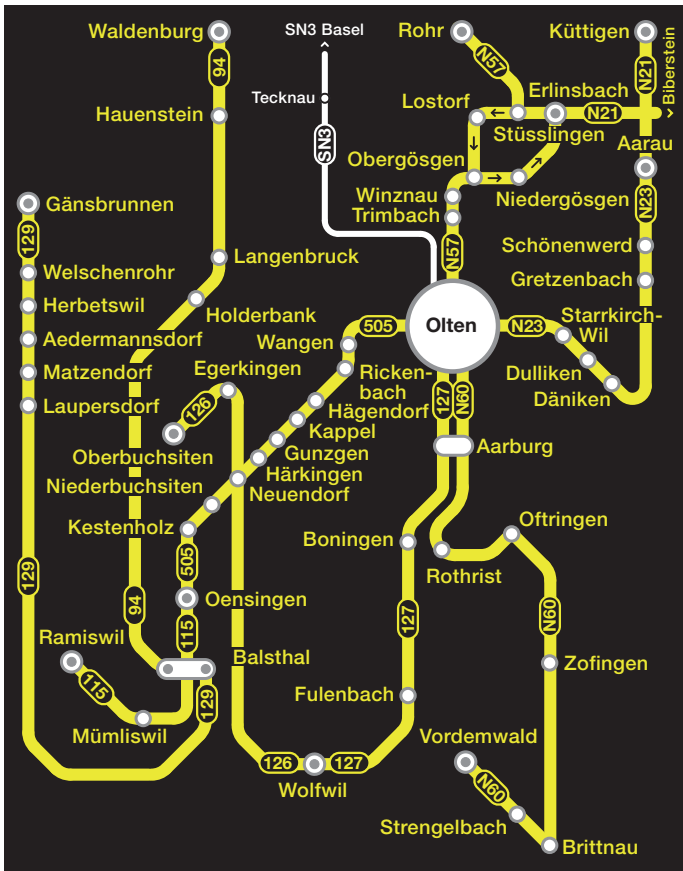 SN3 Basel
Waldenburg
Rohr
Küttigen
94
N57
N21
Biberstein
Tecknau
Erlinsbach
Hauenstein
Lostorf
N21
Stüsslingen
SN3
Aarau
Obergösgen
Gänsbrunnen
Winznau
Niedergösgen
N23
Trimbach
129
Schönenwerd
N57
Langenbruck
Welschenrohr
Gretzenbach
Holderbank
Herbetswil
505
Olten
N23
Starrkirch-
Wil
Aedermannsdorf
Wangen
Egerkingen
Ricken-
bach
Matzendorf
Dulliken
Däniken
126
127
N60
Laupersdorf
Hägendorf
Kappel
Oberbuchsiten
Gunzgen
Aarburg
Härkingen
Niederbuchsiten
Neuendorf
Kestenholz
Boningen
Oftringen
505
Rothrist
129
94
Oensingen
N60
127
Ramiswil
115
Balsthal
Zofingen
115
129
Fulenbach
Mümliswil
Vordemwald
126
127
Wolfwil
N60
Strengelbach
Brittnau